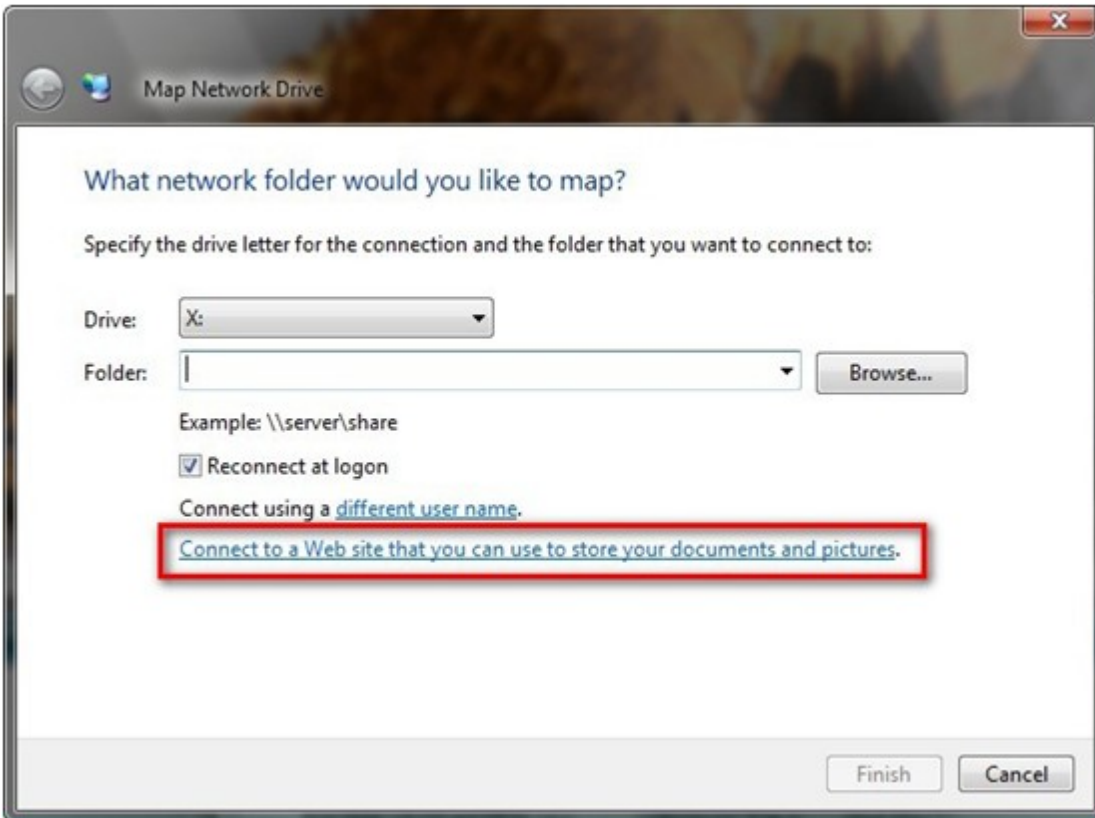 Map Network Drive
What network folder would you like to map?
Specify the drive letter for the connection and the folder that you want to connect to:
Drive: X:
Folder: Browse...
Example: \\server\share
Reconnect at logon
Connect using a different user name.
Connect to a Web site that you can use to store your documents and pictures.
Finish Cancel